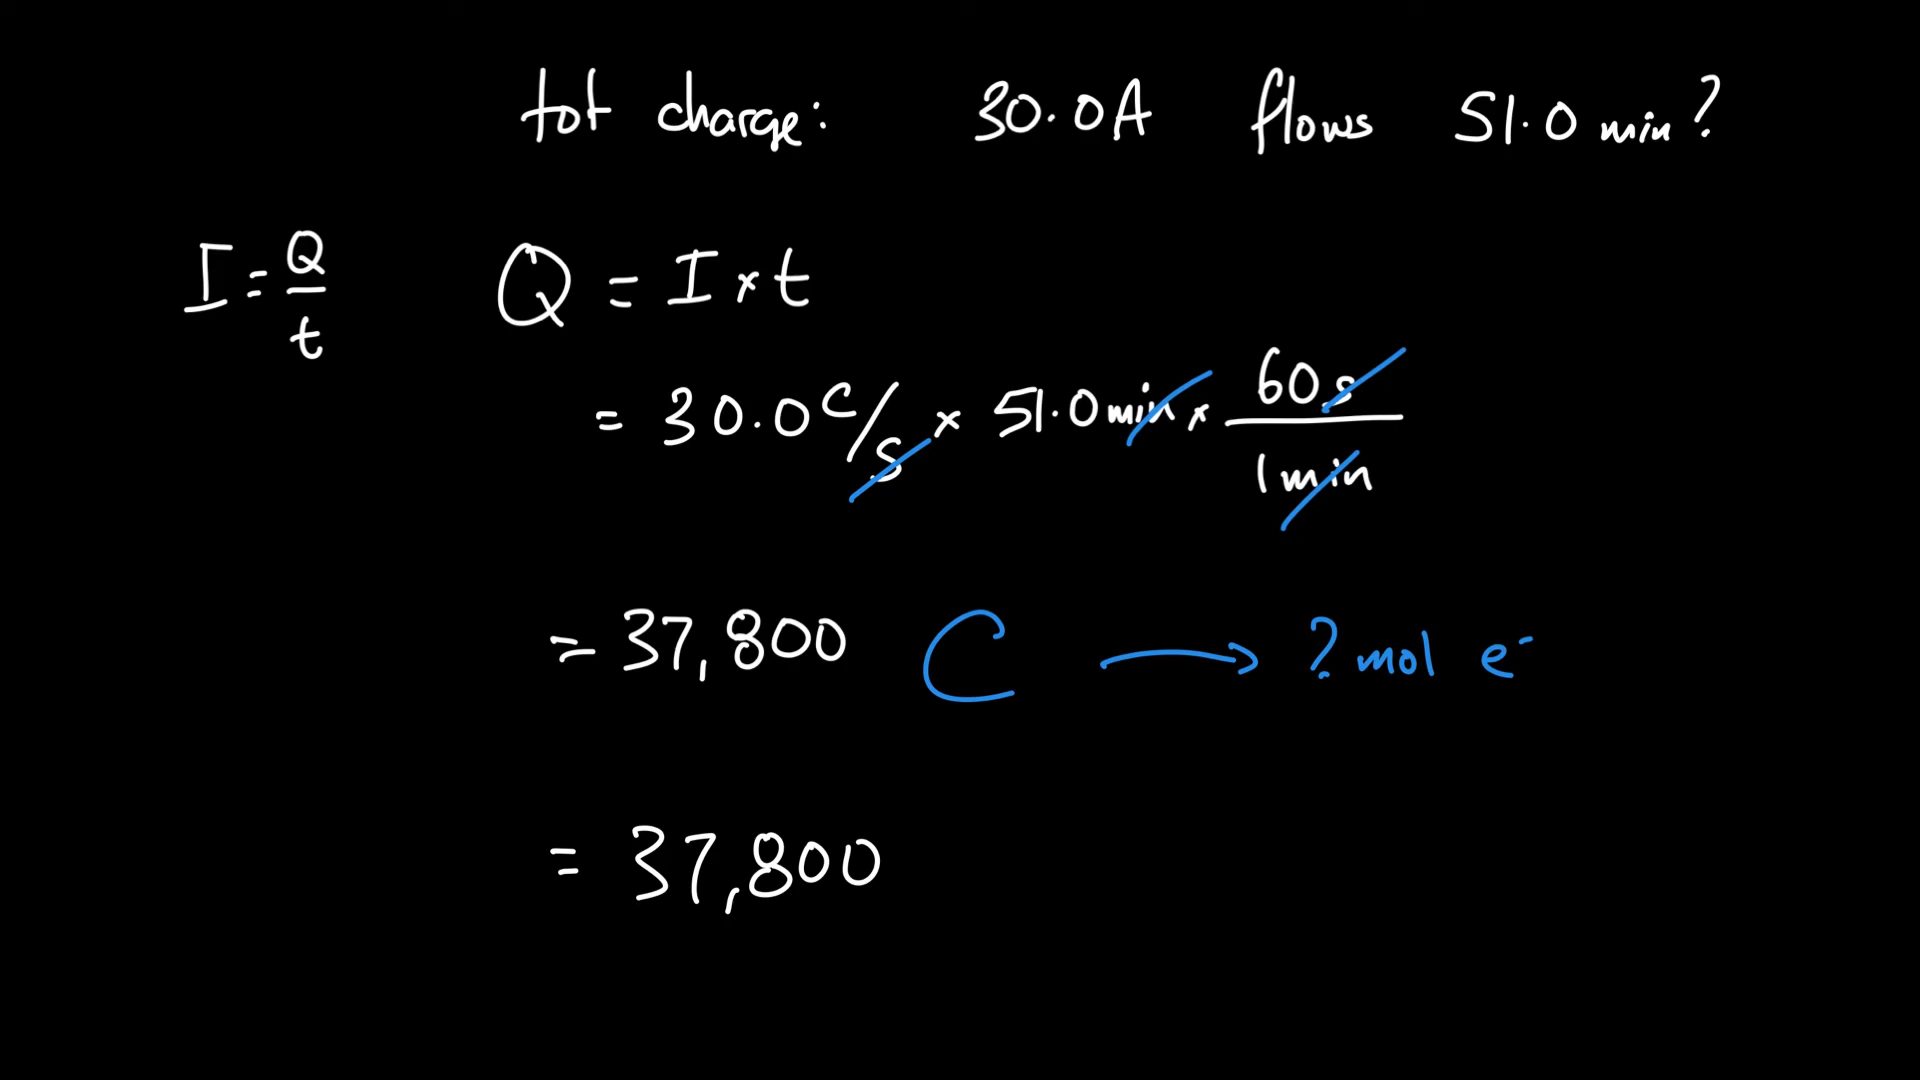 tot charge: 30.0A flows 51.0 min?
I = Q/t Q = I × t
= 30.0 C/s × 51.0 min × 60 s / 1 min
= 37,800 C → ? mol e⁻
= 37,800